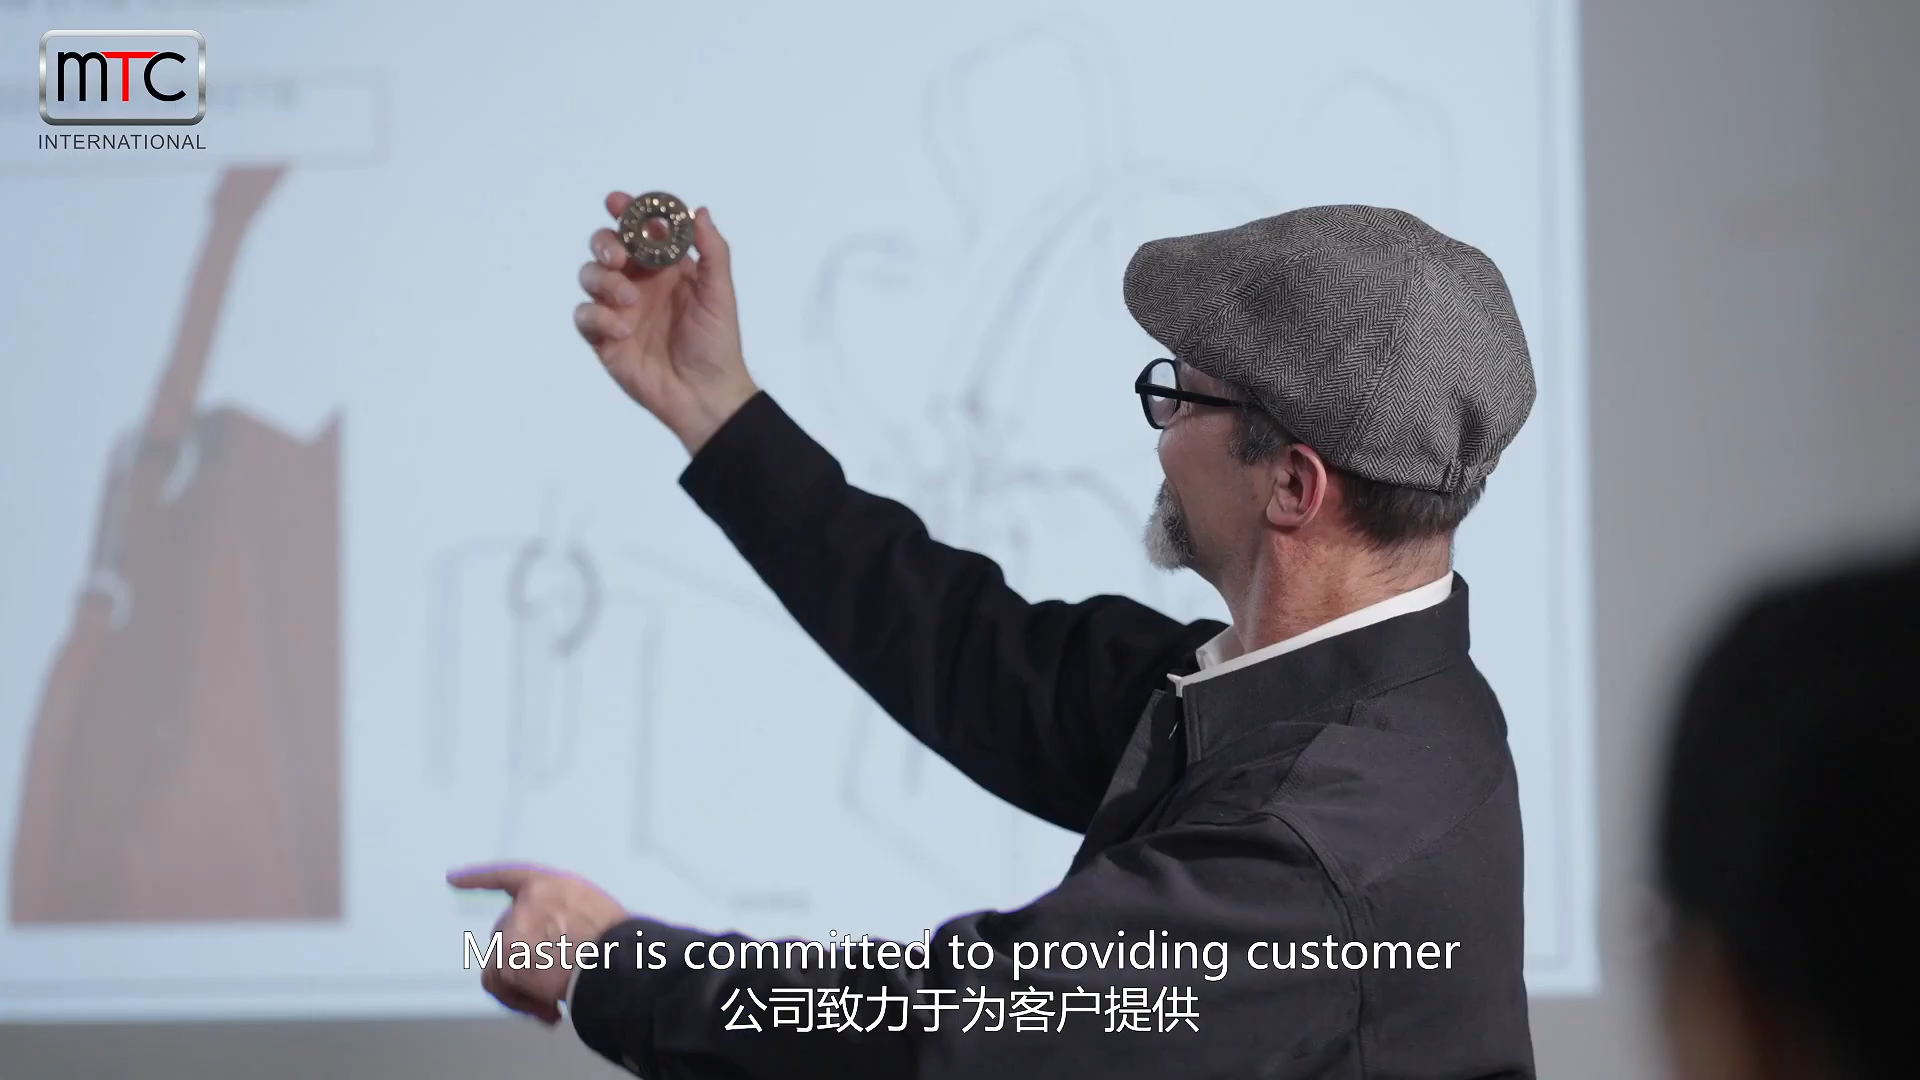 MTC
INTERNATIONAL
Master is committed to providing customer
公司致力于为客户提供